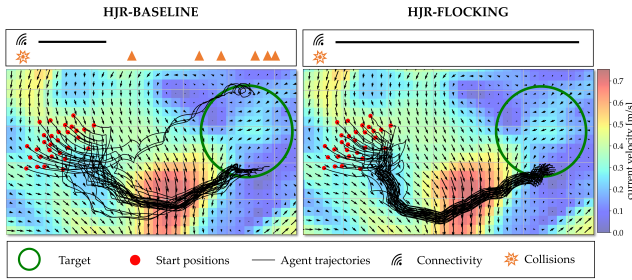 HJR-BASELINE
HJR-FLOCKING
0.7
0.6
0.5
0.4
0.3
0.2
0.1
0.0
current velocity [m/s]
Target
Start positions
Agent trajectories
Connectivity
Collisions